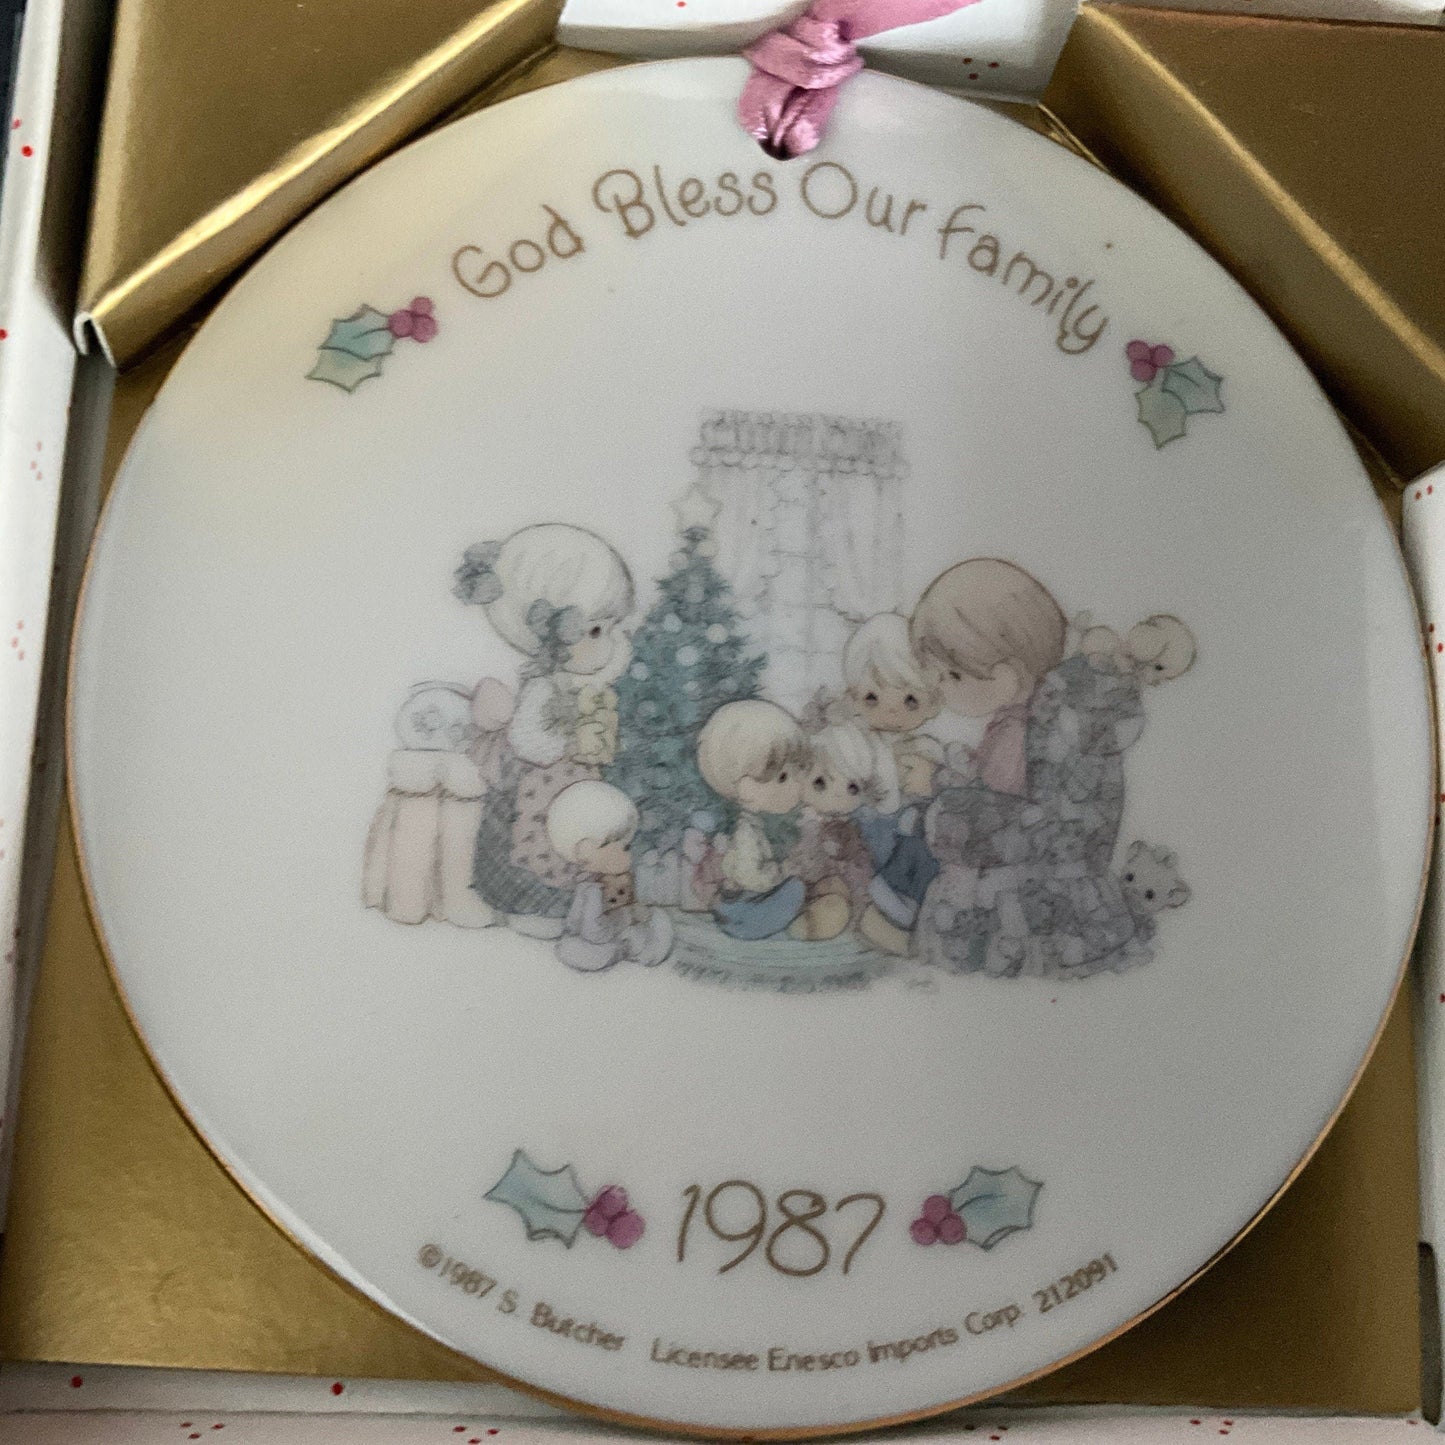 God Bless Our Family
1987
©1987 S. Butcher Licensee Enesco Imports Corp. 212091